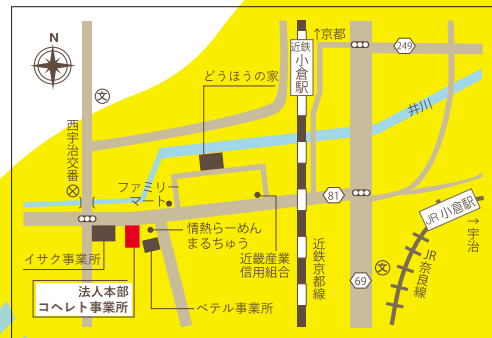 N
↑京都
249
近鉄
小倉駅
文
どうほうの家
井川
西宇治交番
ファミリー
マート
81
JR小倉駅
→宇治
情熱らーめん
まるちゅう
近畿産業
信用組合
イサク事業所
近鉄京都線
JR奈良線
文
69
法人本部
コヘレト事業所
ベテル事業所